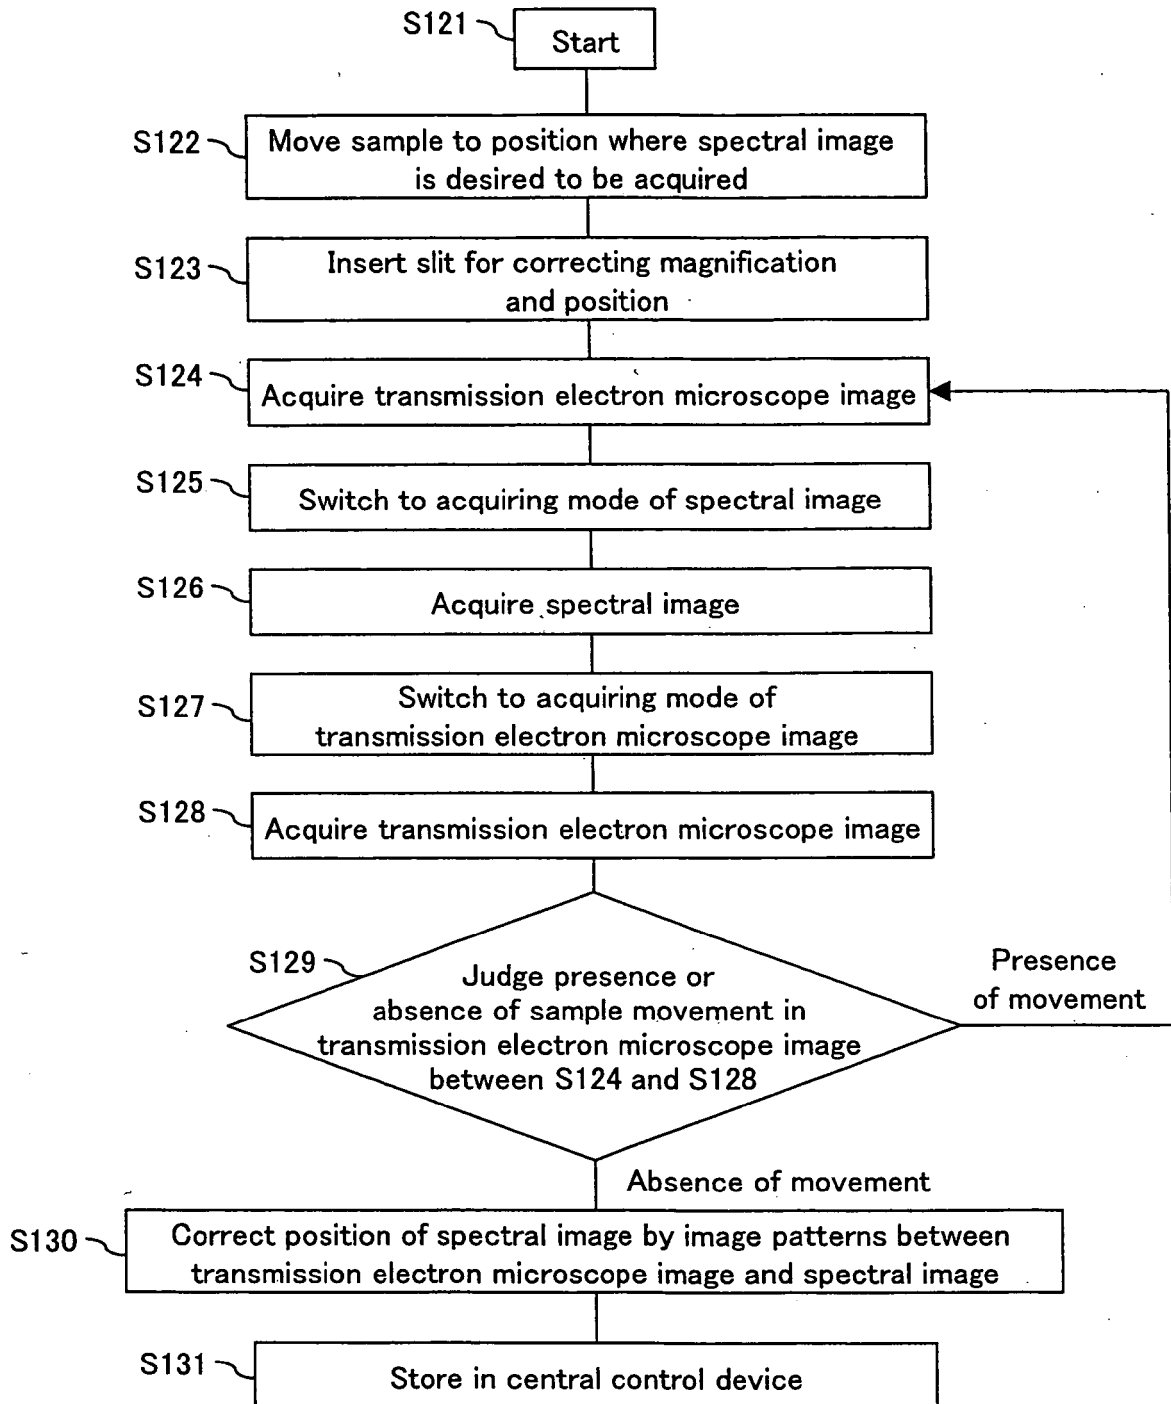 S121
Start
S122
Move sample to position where spectral image
is desired to be acquired
S123
Insert slit for correcting magnification
and position
S124
Acquire transmission electron microscope image
S125
Switch to acquiring mode of spectral image
S126
Acquire spectral image
S127
Switch to acquiring mode of
transmission electron microscope image
S128
Acquire transmission electron microscope image
S129
Judge presence or
absence of sample movement in
transmission electron microscope image
between S124 and S128
Presence
of movement
Absence of movement
S130
Correct position of spectral image by image patterns between
transmission electron microscope image and spectral image
S131
Store in central control device